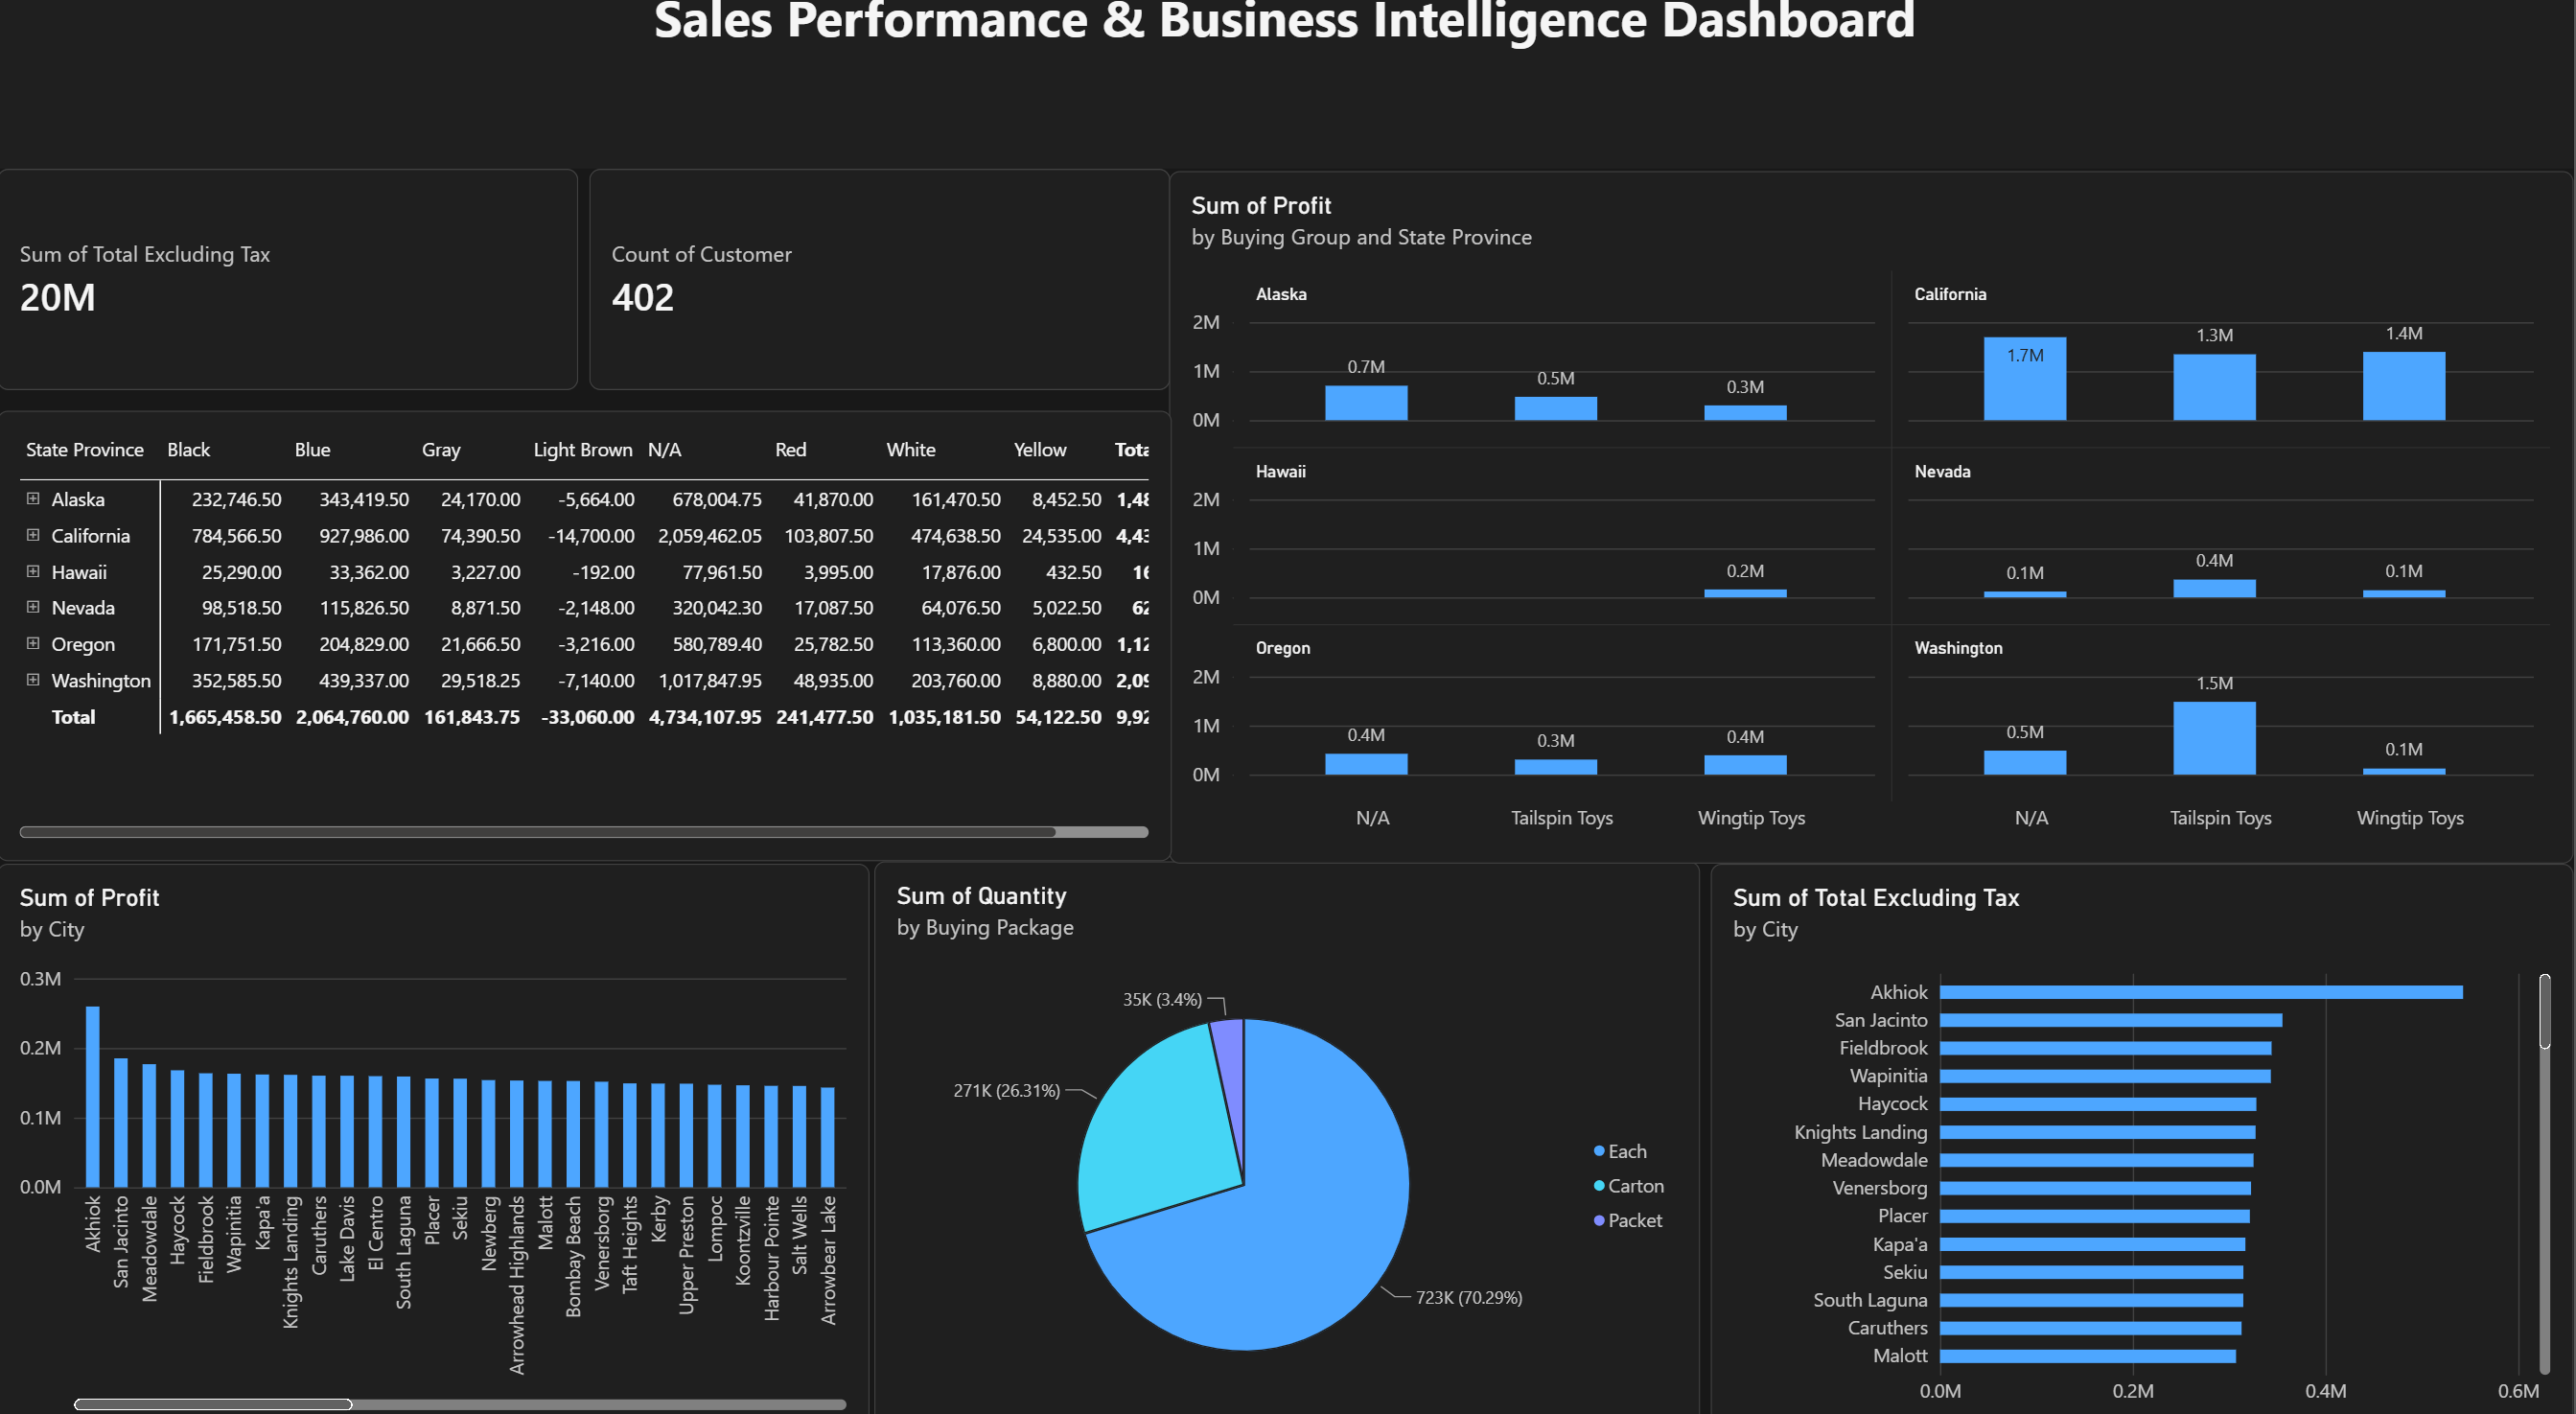 Sales Performance & Business Intelligence Dashboard
Sum of Total Excluding Tax
20M
Count of Customer
402
State Province Black Blue Gray Light Brown N/A Red White Yellow
Alaska 232,746.50 343,419.50 24,170.00 -5,664.00 678,004.75 41,870.00 161,470.50 8,452.50 1,48
California 784,566.50 927,986.00 74,390.50 -14,700.00 2,059,462.05 103,807.50 474,638.50 24,535.00 4,43
Hawaii 25,290.00 33,362.00 3,227.00 -192.00 77,961.50 3,995.00 17,876.00 432.50 16
Nevada 98,518.50 115,826.50 8,871.50 -2,148.00 320,042.30 17,087.50 64,076.50 5,022.50 62
Oregon 171,751.50 204,829.00 21,666.50 -3,216.00 580,789.40 25,782.50 113,360.00 6,800.00 1,12
Washington 352,585.50 439,337.00 29,518.25 -7,140.00 1,017,847.95 48,935.00 203,760.00 8,880.00 2,09
Total 1,665,458.50 2,064,760.00 161,843.75 -33,060.00 4,734,107.95 241,477.50 1,035,181.50 54,122.50 9,92
Sum of Profit
by Buying Group and State Province
Alaska
2M
1M
0M
0.7M 0.5M 0.3M
California
1.7M 1.3M 1.4M
Hawaii
2M
1M
0M
0.2M
Nevada
0.1M 0.4M 0.1M
Oregon
2M
1M
0M
0.4M 0.3M 0.4M
Washington
0.5M 1.5M 0.1M
N/A Tailspin Toys Wingtip Toys N/A Tailspin Toys Wingtip Toys
Sum of Profit
by City
0.3M
0.2M
0.1M
0.0M
Akhiok
San Jacinto
Meadowdale
Haycock
Fieldbrook
Wapinitia
Kapa'a
Knights Landing
Caruthers
Lake Davis
El Centro
South Laguna
Placer
Sekiu
Newberg
Arrowhead Highlands
Malott
Bombay Beach
Venersborg
Taft Heights
Kerby
Upper Preston
Lompoc
Koontzville
Harbour Pointe
Salt Wells
Arrowbear Lake
Sum of Quantity
by Buying Package
35K (3.4%)
271K (26.31%)
723K (70.29%)
Each
Carton
Packet
Sum of Total Excluding Tax
by City
Akhiok
San Jacinto
Fieldbrook
Wapinitia
Haycock
Knights Landing
Meadowdale
Venersborg
Placer
Kapa'a
Sekiu
South Laguna
Caruthers
Malott
0.0M 0.2M 0.4M 0.6M